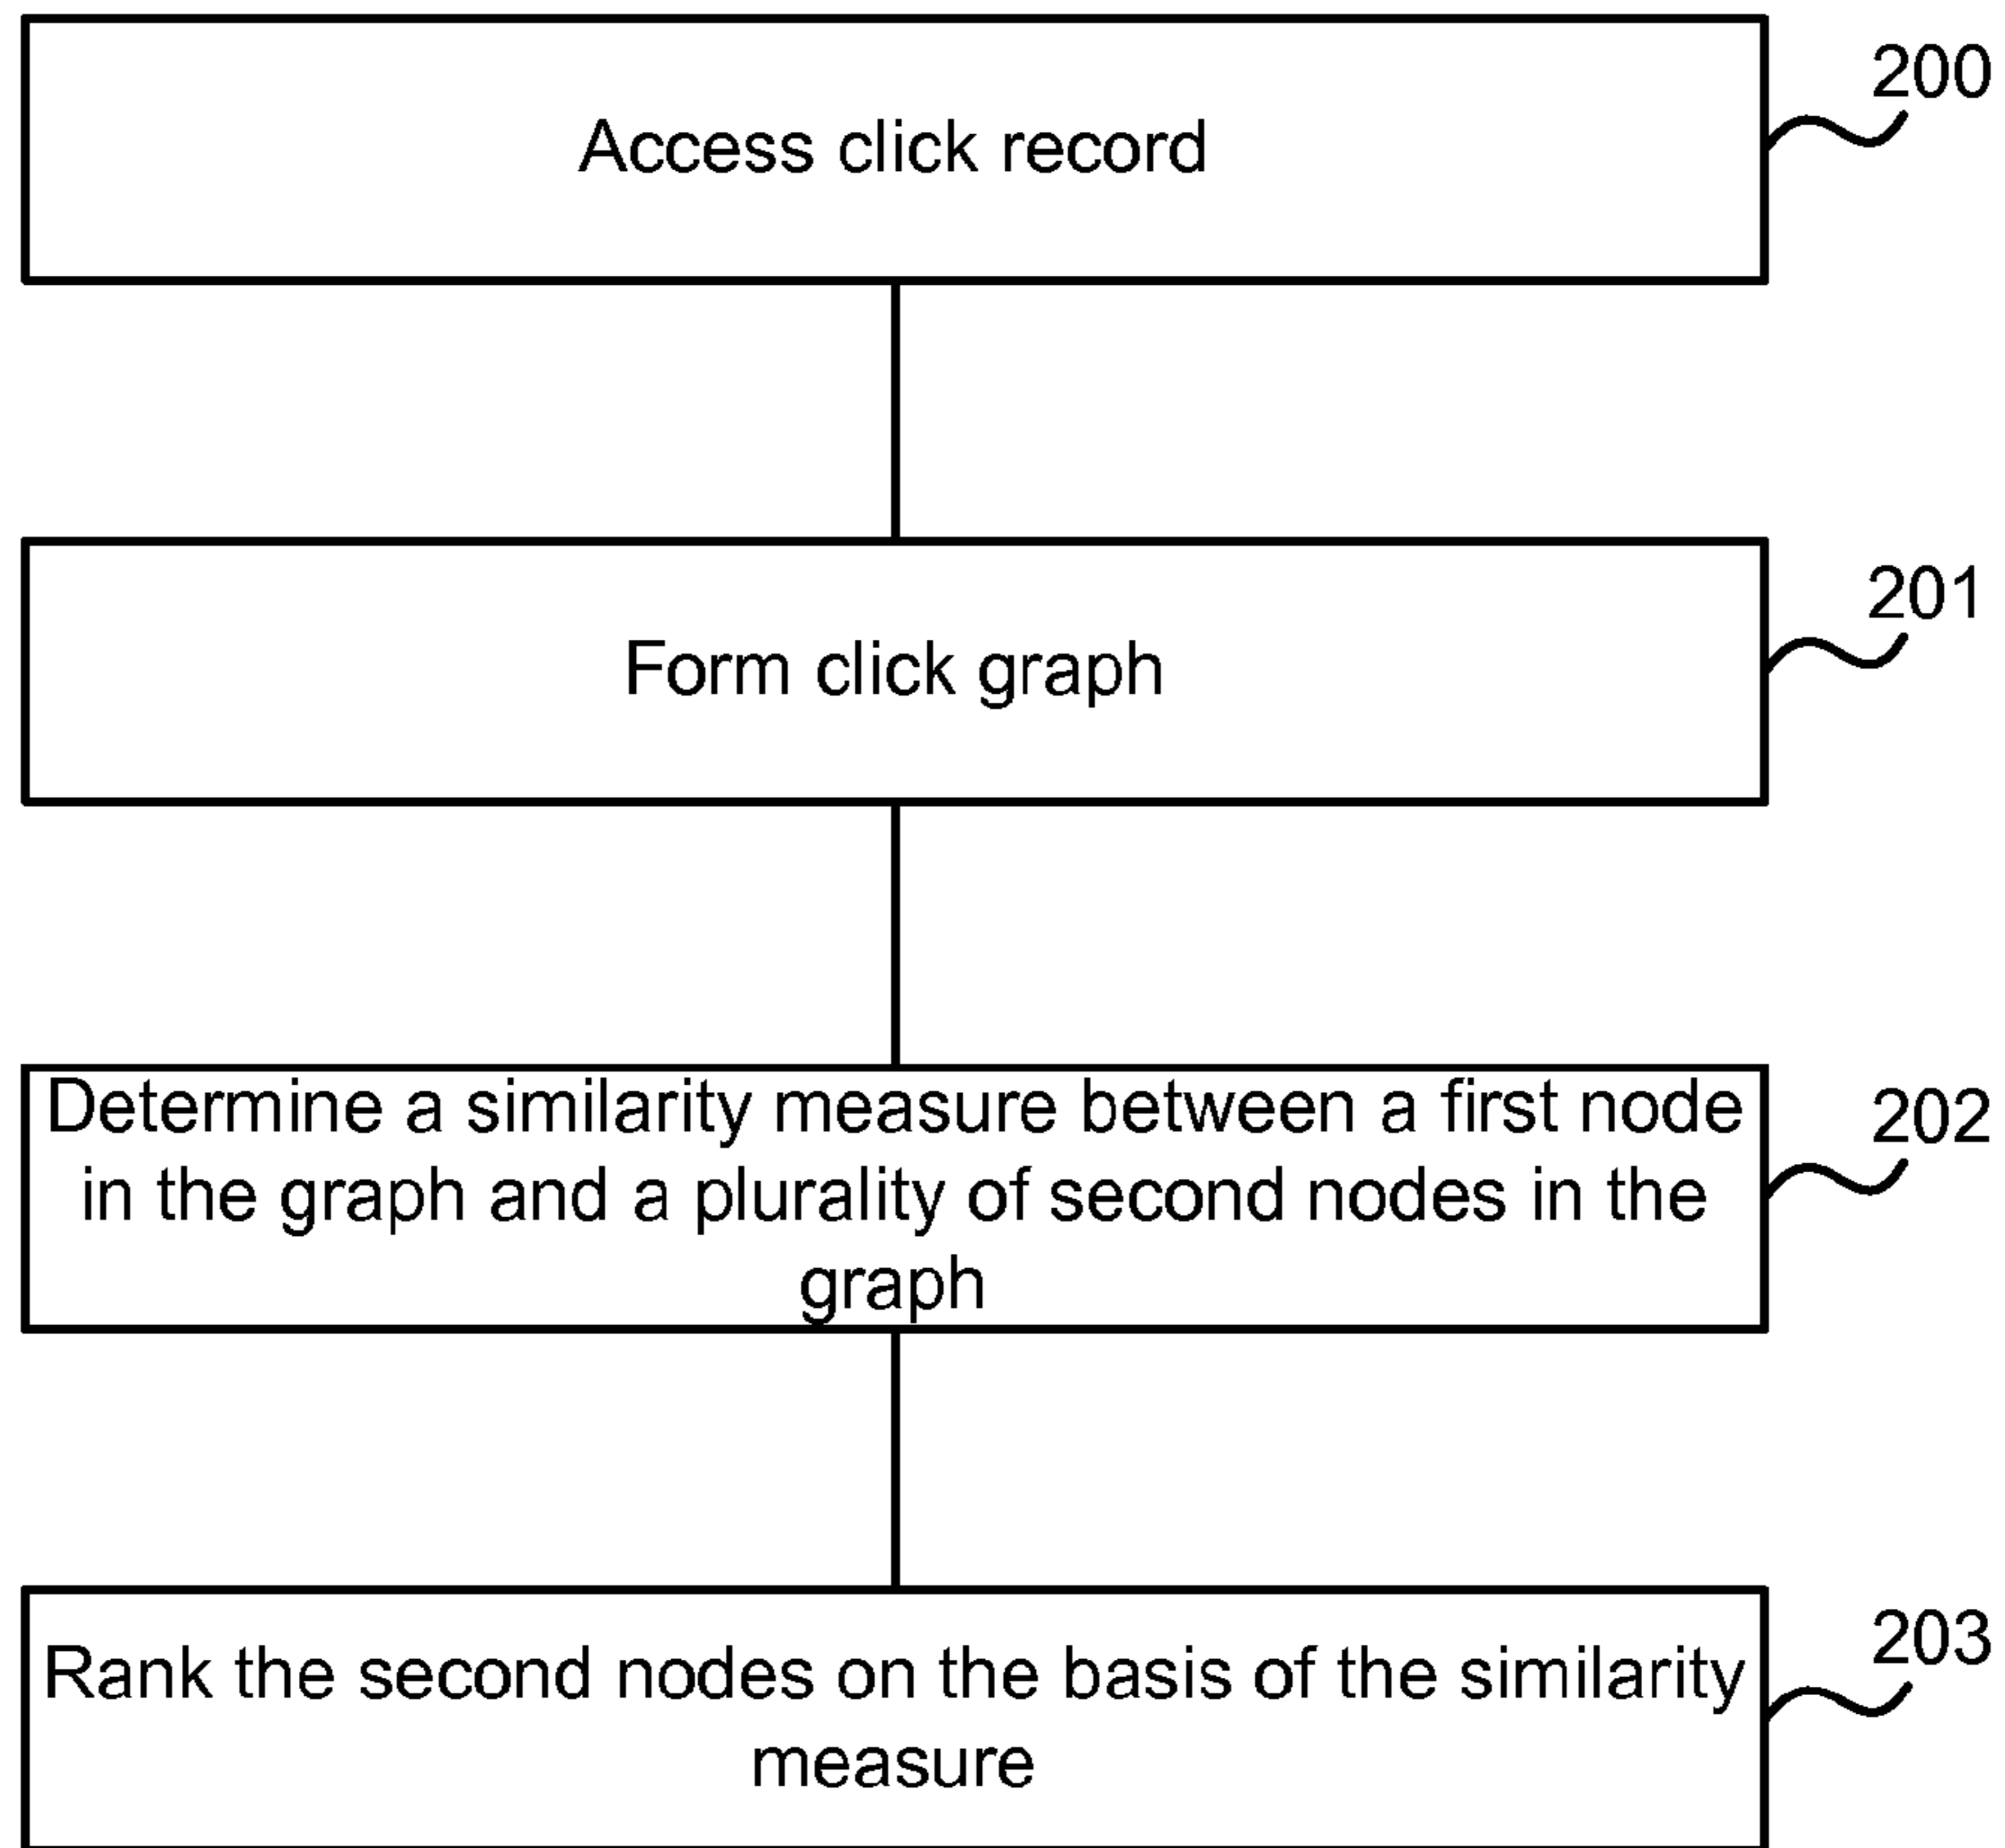 200
Access click record
201
Form click graph
202
Determine a similarity measure between a first node
in the graph and a plurality of second nodes in the
graph
203
Rank the second nodes on the basis of the similarity
measure